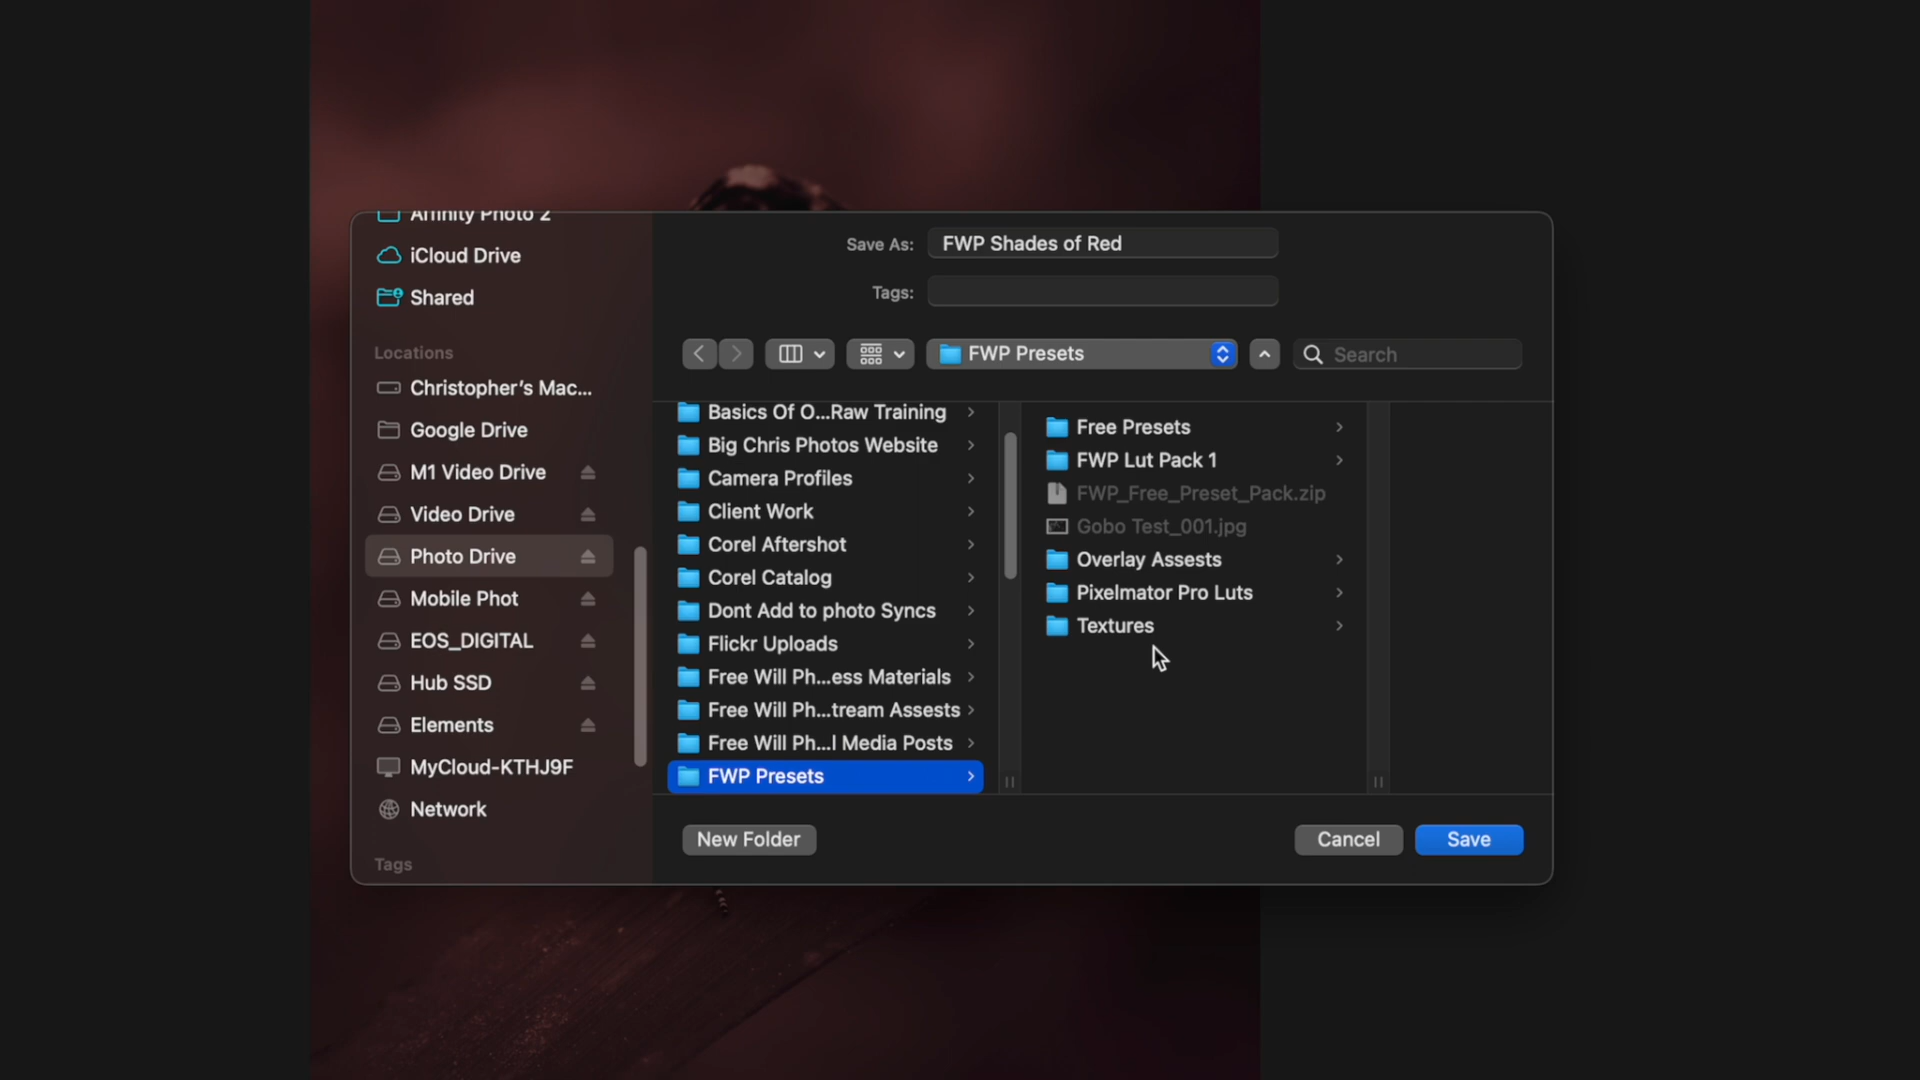 Affinity Photo 2
iCloud Drive
Shared
Locations
Christopher's Mac...
Google Drive
M1 Video Drive
Video Drive
Photo Drive
Mobile Phot
EOS_DIGITAL
Hub SSD
Elements
MyCloud-KTHJ9F
Network
Tags
Save As: FWP Shades of Red
Tags:
FWP Presets
Search
Basics Of O...Raw Training
Big Chris Photos Website
Camera Profiles
Client Work
Corel Aftershot
Corel Catalog
Dont Add to photo Syncs
Flickr Uploads
Free Will Ph...ess Materials
Free Will Ph...tream Assests
Free Will Ph...l Media Posts
FWP Presets
Free Presets
FWP Lut Pack 1
FWP_Free_Preset_Pack.zip
Gobo Test_001.jpg
Overlay Assests
Pixelmator Pro Luts
Textures
New Folder
Cancel
Save